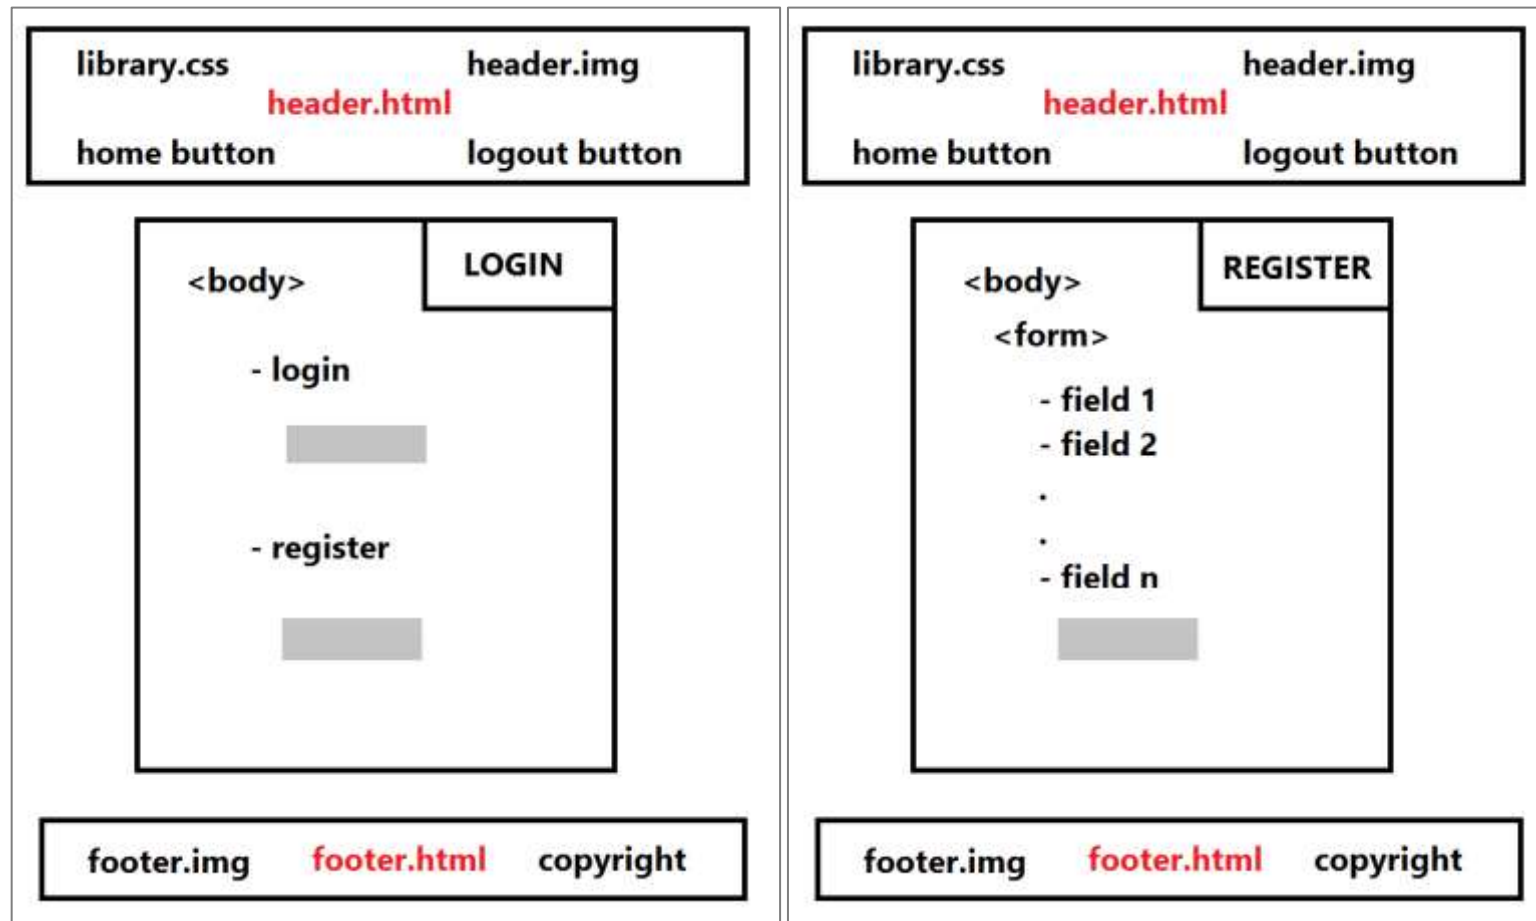 library.css header.img
header.html
home button logout button
LOGIN
<body>
- login
- register
footer.img footer.html copyright
library.css header.img
header.html
home button logout button
REGISTER
<body>
<form>
- field 1
- field 2
.
.
- field n
footer.img footer.html copyright